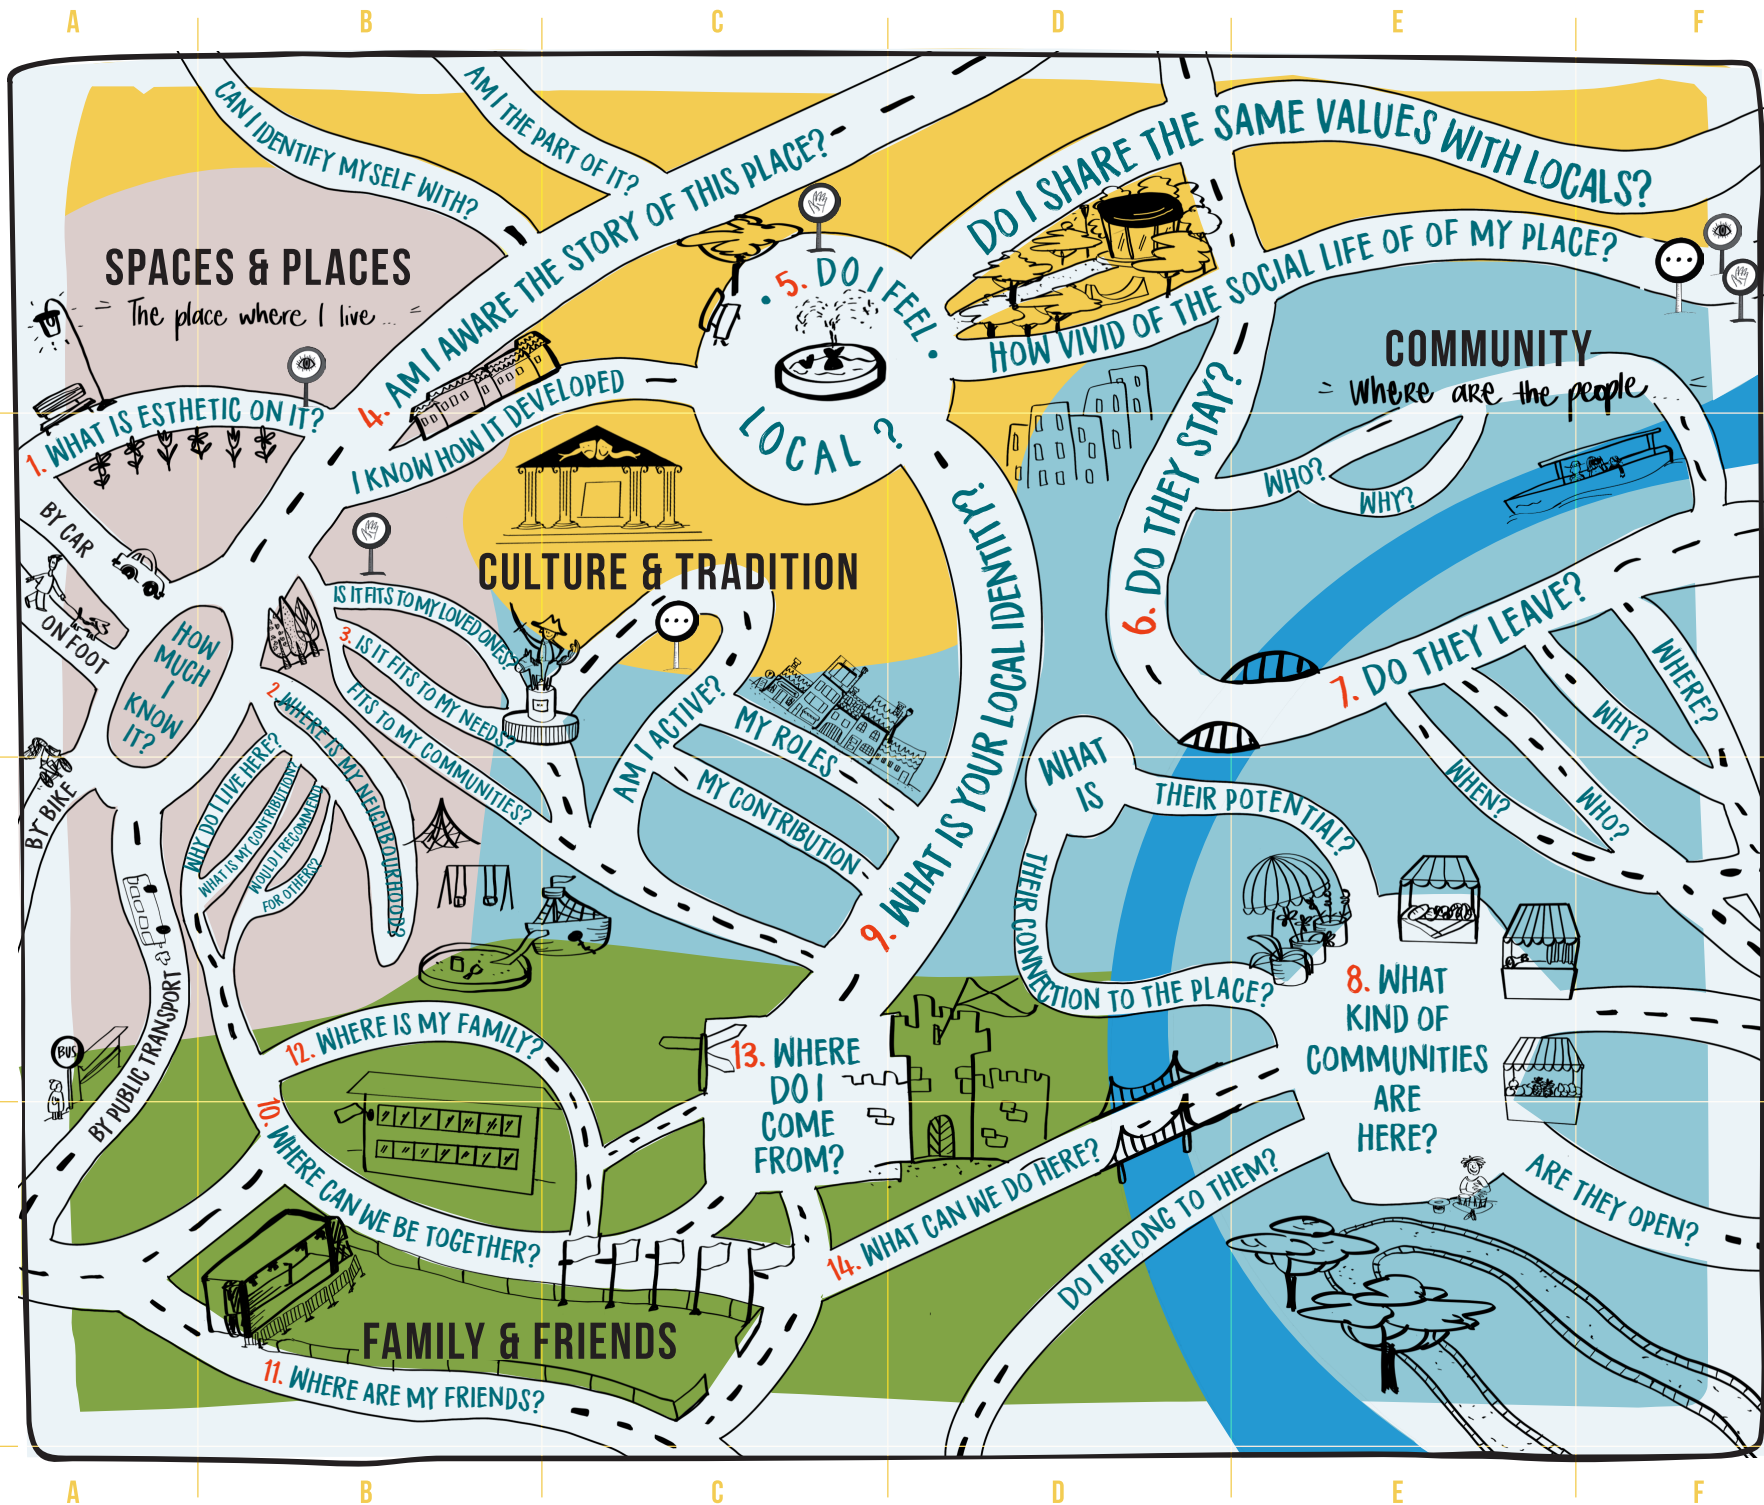 A B C D E F
CAN I IDENTIFY MYSELF WITH?
AM I THE PART OF IT?
4. AM I AWARE THE STORY OF THIS PLACE?
DO I SHARE THE SAME VALUES WITH LOCALS?
SPACES & PLACES
The place where I live...
5. DO I FEEL
LOCAL?
HOW VIVID OF THE SOCIAL LIFE OF OF MY PLACE?
COMMUNITY
Where are the people
1. WHAT IS ESTHETIC ON IT?
I KNOW HOW IT DEVELOPED
WHO?
WHY?
BY CAR
ON FOOT
BY BIKE
BY PUBLIC TRANSPORT
BUS
HOW
MUCH
I
KNOW
IT?
CULTURE & TRADITION
IS IT FITS TO MY LOVED ONES?
3. IS IT FITS TO MY NEEDS?
FITS TO MY COMMUNITIES?
2. WHERE IS MY NEIGHBOURHOOD?
WHY DO I LIVE HERE?
WHAT IS MY CONTRIBUTION?
WOULD I RECOMMEND
FOR OTHERS?
AM I ACTIVE?
MY ROLES
MY CONTRIBUTION
6. DO THEY STAY?
7. DO THEY LEAVE?
WHERE?
WHY?
WHO?
WHEN?
9. WHAT IS YOUR LOCAL IDENTITY?
WHAT
IS
THEIR POTENTIAL?
THEIR CONNECTION TO THE PLACE?
8. WHAT
KIND OF
COMMUNITIES
ARE
HERE?
ARE THEY OPEN?
12. WHERE IS MY FAMILY?
13. WHERE
DO I
COME
FROM?
10. WHERE CAN WE BE TOGETHER?
14. WHAT CAN WE DO HERE?
DO I BELONG TO THEM?
FAMILY & FRIENDS
11. WHERE ARE MY FRIENDS?
A B C D E F